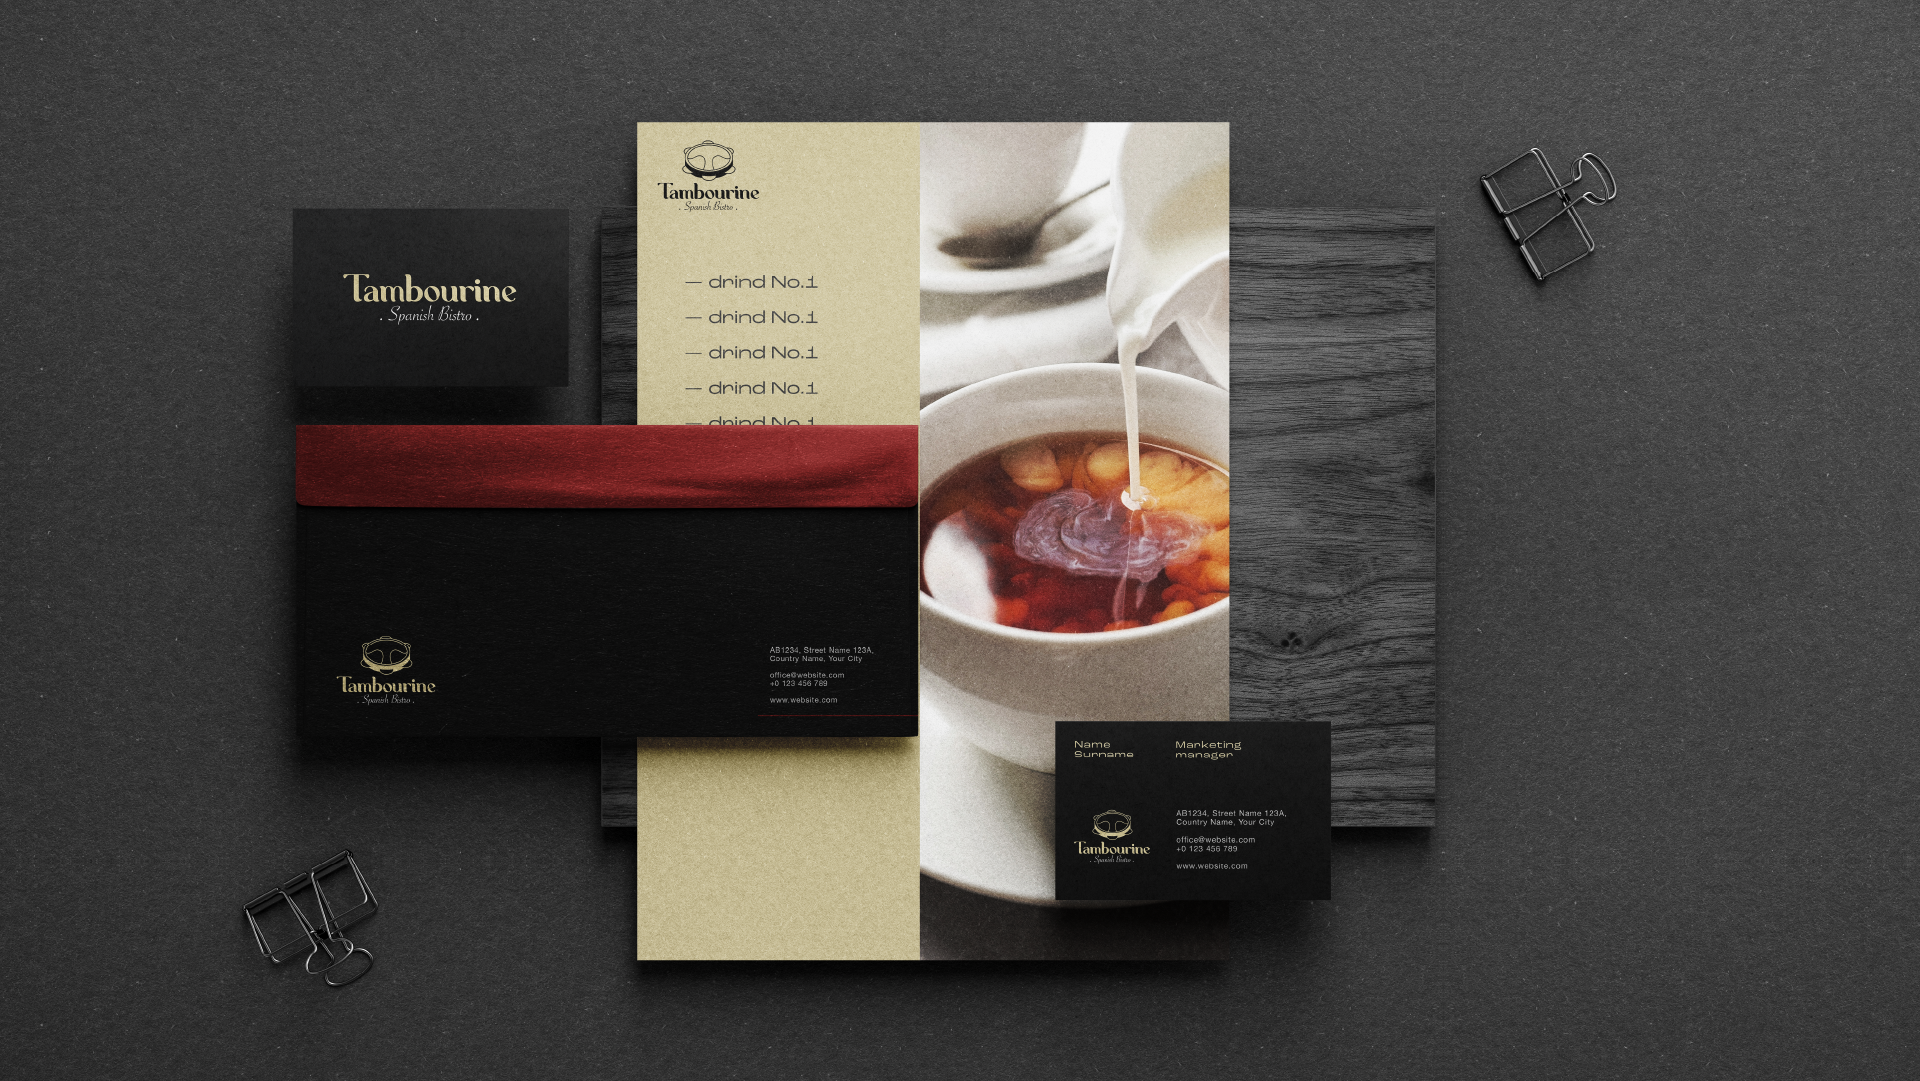 Tambourine
. Spanish Bistro .
Tambourine
. Spanish Bistro .
— drind No.1
— drind No.1
— drind No.1
— drind No.1
— drind No.1
Tambourine
. Spanish Bistro .
AB1234, Street Name 123A,
Country Name, Your City
office@website.com
+0 123 456 789
www.website.com
Name
Surname
Marketing
manager
Tambourine
. Spanish Bistro .
AB1234, Street Name 123A,
Country Name, Your City
office@website.com
+0 123 456 789
www.website.com